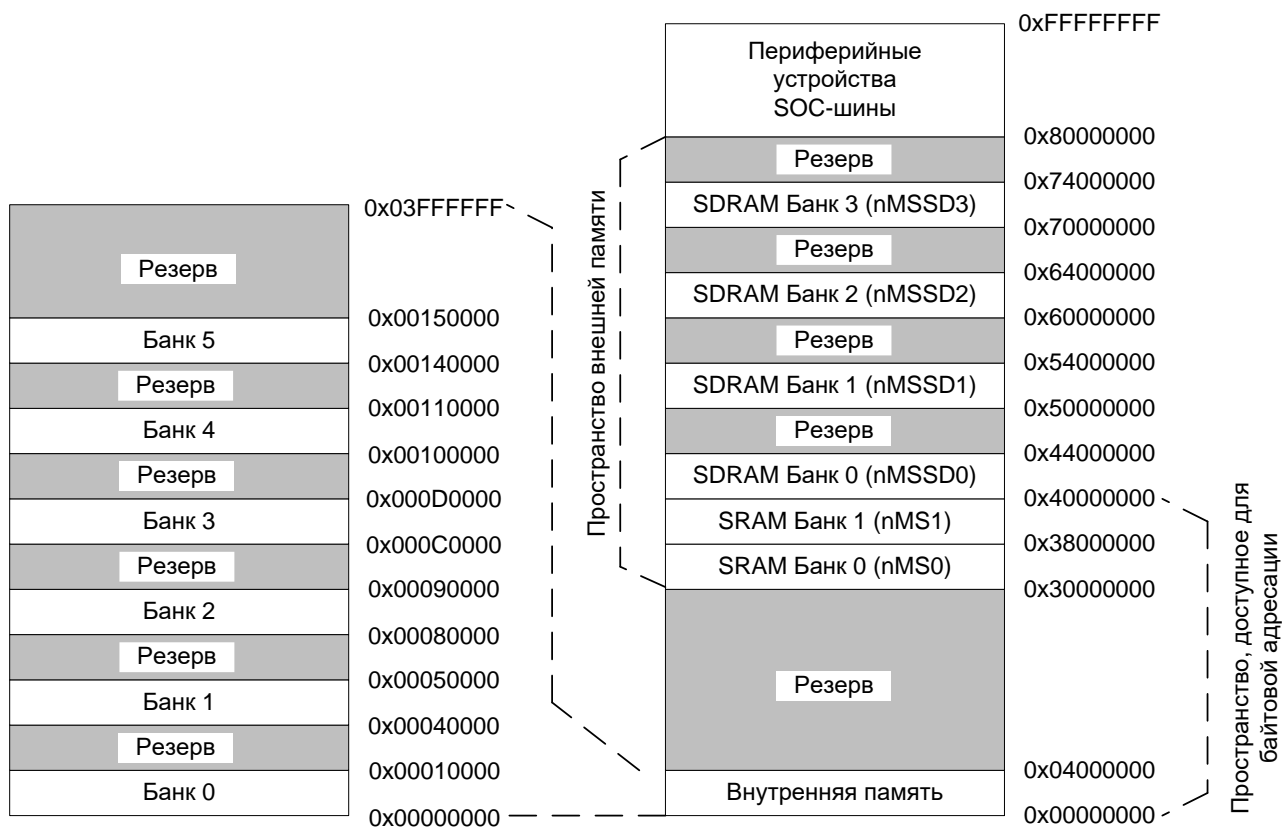 0x03FFFFFF
Резерв
0x00150000
Банк 5
0x00140000
Резерв
0x00110000
Банк 4
0x00100000
Резерв
0x000D0000
Банк 3
0x000C0000
Резерв
0x00090000
Банк 2
0x00080000
Резерв
0x00050000
Банк 1
0x00040000
Резерв
0x00010000
Банк 0
0x00000000
Пространство внешней памяти
0xFFFFFFFF
Периферийные
устройства
SOC-шины
0x80000000
Резерв
0x74000000
SDRAM Банк 3 (nMSSD3)
0x70000000
Резерв
0x64000000
SDRAM Банк 2 (nMSSD2)
0x60000000
Резерв
0x54000000
SDRAM Банк 1 (nMSSD1)
0x50000000
Резерв
0x44000000
SDRAM Банк 0 (nMSSD0)
0x40000000
SRAM Банк 1 (nMS1)
0x38000000
SRAM Банк 0 (nMS0)
0x30000000
Резерв
0x04000000
Внутренняя память
0x00000000
Пространство, доступное для
байтовой адресации